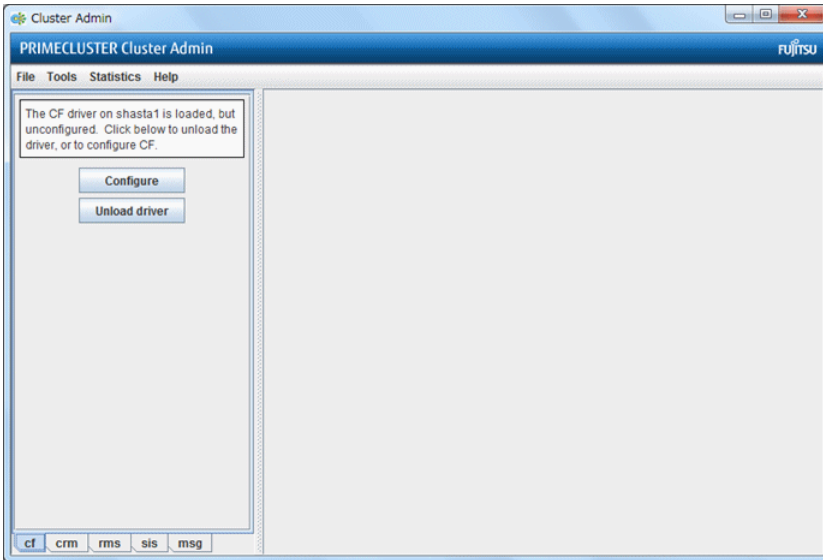 Cluster Admin
PRIMECLUSTER Cluster Admin
FUJITSU
File Tools Statistics Help
The CF driver on shasta1 is loaded, but
unconfigured. Click below to unload the
driver, or to configure CF.
Configure
Unload driver
cf crm rms sis msg